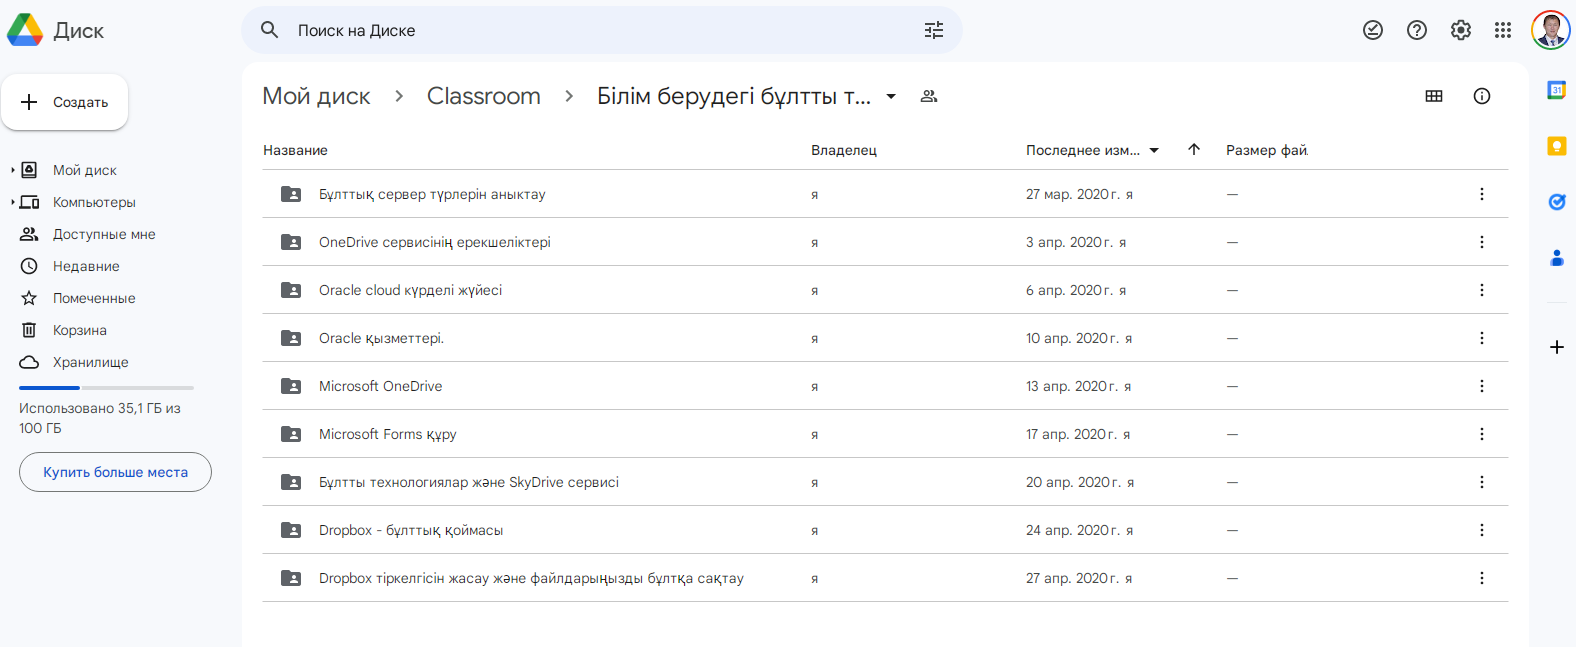 Диск
Поиск на Диске
Создать
Мой диск
Компьютеры
Доступные мне
Недавние
Помеченные
Корзина
Хранилище
Использовано 35,1 ГБ из
100 ГБ
Купить больше места
Мой диск > Classroom > Білім берудегі бұлтты т...
Название Владелец Последнее изм... Размер фай
Бұлттық сервер түрлерін аныктау я 27 мар. 2020 г. я —
OneDrive сервисінің ерекшеліктері я 3 апр. 2020 г. я —
Oracle cloud күрделі жүйесі я 6 апр. 2020 г. я —
Oracle қызметтері. я 10 апр. 2020 г. я —
Microsoft OneDrive я 13 апр. 2020 г. я —
Microsoft Forms құру я 17 апр. 2020 г. я —
Бұлтты технологиялар және SkyDrive сервисі я 20 апр. 2020 г. я —
Dropbox - бұлттық қоймасы я 24 апр. 2020 г. я —
Dropbox тіркелгісін жасау және файлдарыңызды бұлтқа сақтау я 27 апр. 2020 г. я —
31